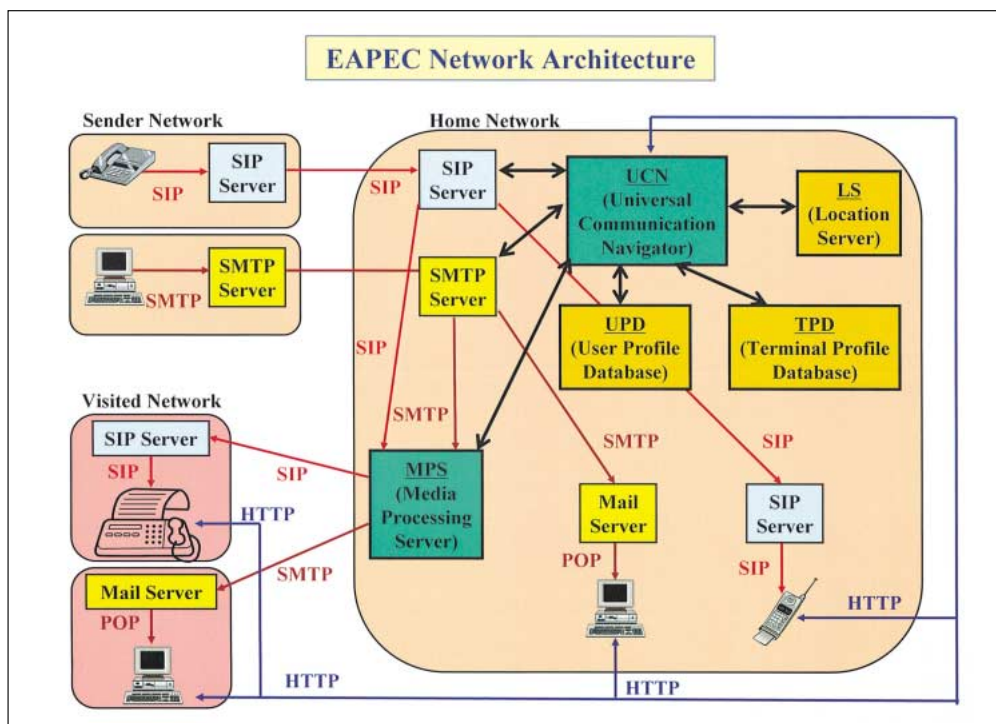 EAPEC Network Architecture
Sender Network
Home Network
SIP
SIP
Server
SIP
SIP
Server
UCN
(Universal
Communication
Navigator)
LS
(Location
Server)
SMTP
SMTP
Server
SMTP
Server
SIP
UPD
(User Profile
Database)
TPD
(Terminal Profile
Database)
Visited Network
SIP Server
SIP
SIP
HTTP
SMTP
MPS
(Media
Processing
Server)
SMTP
SIP
Mail
Server
SIP
Server
SMTP
Mail Server
POP
POP
SIP
HTTP
HTTP
HTTP